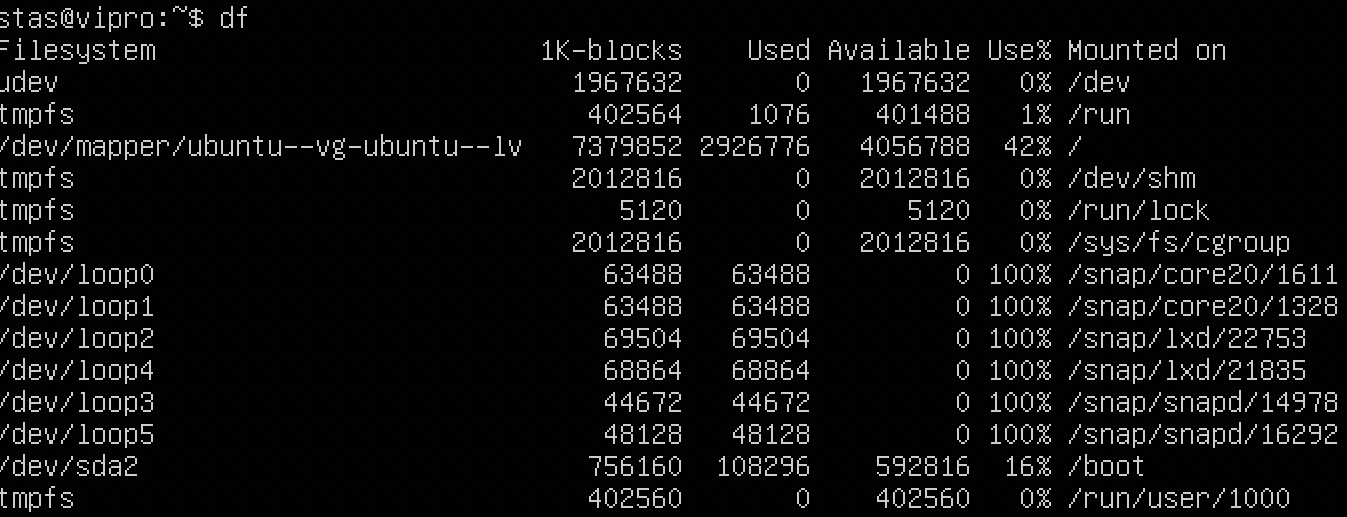 stas@vipro:~$ df
Filesystem 1K-blocks Used Available Use% Mounted on
udev 1967632 0 1967632 0% /dev
tmpfs 402564 1076 401488 1% /run
/dev/mapper/ubuntu--vg-ubuntu--lv 7379852 2926776 4056788 42% /
tmpfs 2012816 0 2012816 0% /dev/shm
tmpfs 5120 0 5120 0% /run/lock
tmpfs 2012816 0 2012816 0% /sys/fs/cgroup
/dev/loop0 63488 63488 0 100% /snap/core20/1611
/dev/loop1 63488 63488 0 100% /snap/core20/1328
/dev/loop2 69504 69504 0 100% /snap/lxd/22753
/dev/loop4 68864 68864 0 100% /snap/lxd/21835
/dev/loop3 44672 44672 0 100% /snap/snapd/14978
/dev/loop5 48128 48128 0 100% /snap/snapd/16292
/dev/sda2 756160 108296 592816 16% /boot
tmpfs 402560 0 402560 0% /run/user/1000